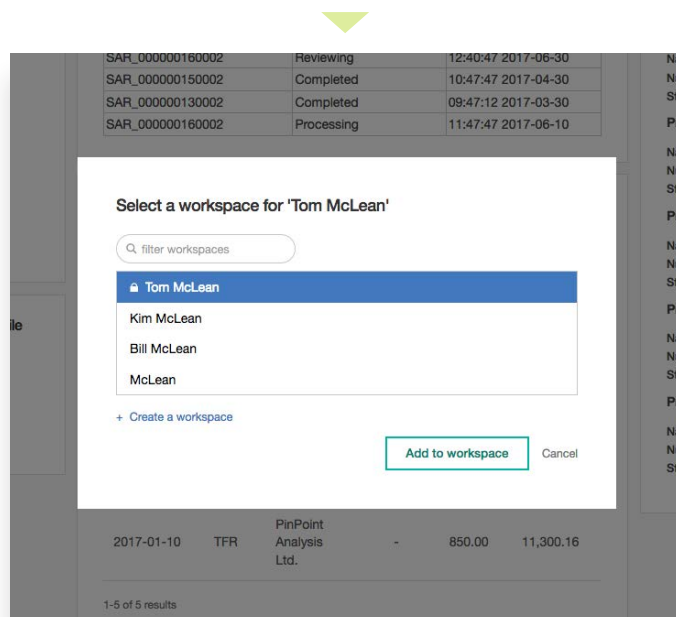 SAR_000000160002 Reviewing 12:40:47 2017-06-30
SAR_000000150002 Completed 10:47:47 2017-04-30
SAR_000000130002 Completed 09:47:12 2017-03-30
SAR_000000160002 Processing 11:47:47 2017-06-10
Select a workspace for 'Tom McLean'
filter workspaces
Tom McLean
Kim McLean
Bill McLean
McLean
+ Create a workspace
Add to workspace Cancel
2017-01-10 TFR PinPoint Analysis Ltd. - 850.00 11,300.16
1-5 of 5 results